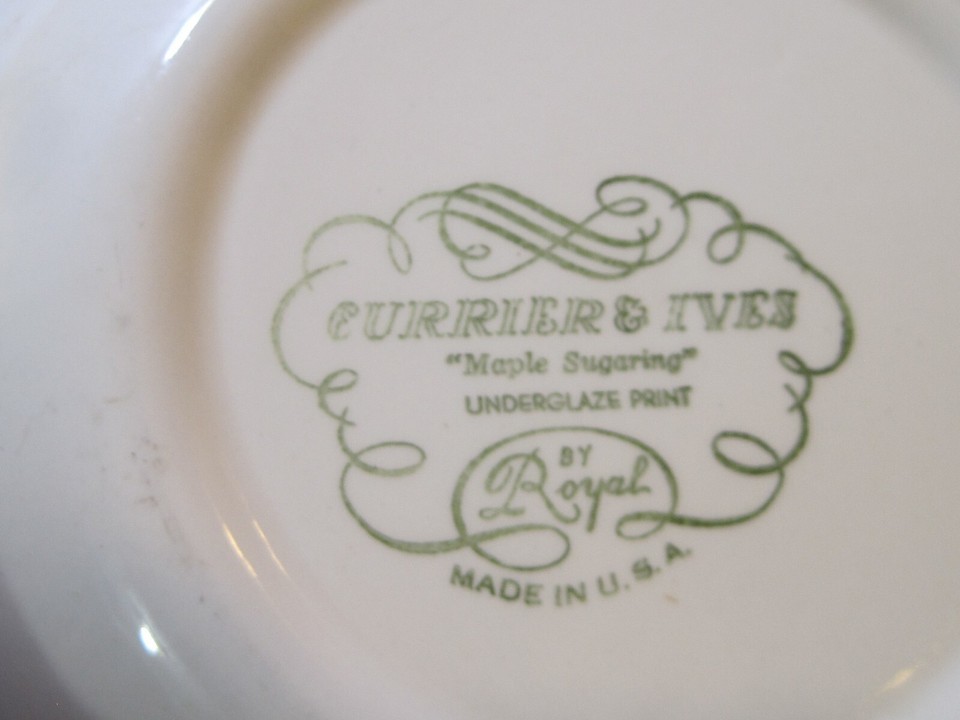 CURRIER & IVES
"Maple Sugaring"
UNDERGLAZE PRINT
BY
Royal
MADE IN U.S.A.